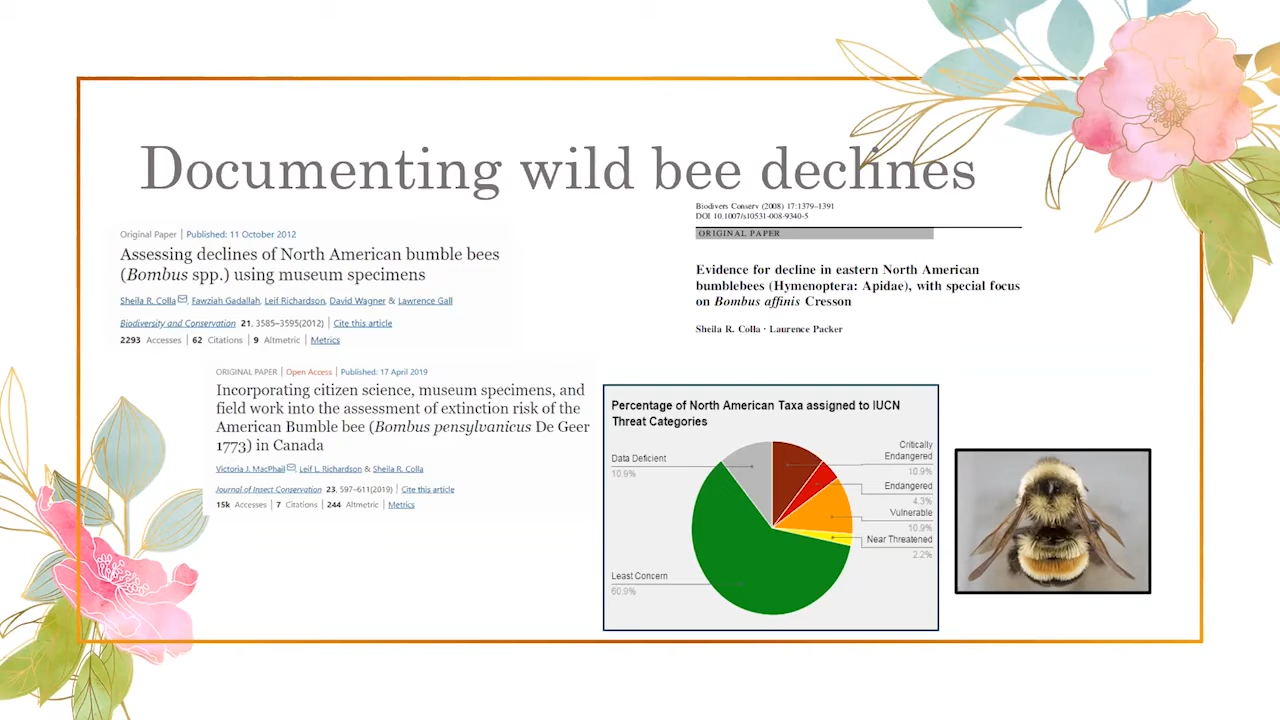 Documenting wild bee declines
Original Paper | Published: 11 October 2012
Assessing declines of North American bumble bees
(Bombus spp.) using museum specimens
Sheila R. Colla, Fawziah Gadallah, Leif Richardson, David Wagner & Lawrence Gall
Biodiversity and Conservation 21, 3585–3595(2012) | Cite this article
2293 Accesses | 62 Citations | 9 Altmetric | Metrics
ORIGINAL PAPER | Open Access | Published: 17 April 2019
Incorporating citizen science, museum specimens, and
field work into the assessment of extinction risk of the
American Bumble bee (Bombus pensylvanicus De Geer
1773) in Canada
Victoria J. MacPhail, Leif L. Richardson & Sheila R. Colla
Journal of Insect Conservation 23, 597–611(2019) | Cite this article
15k Accesses | 7 Citations | 244 Altmetric | Metrics
Biodivers Conserv (2008) 17:1379–1391
DOI 10.1007/s10531-008-9340-5
ORIGINAL PAPER
Evidence for decline in eastern North American
bumblebees (Hymenoptera: Apidae), with special focus
on Bombus affinis Cresson
Sheila R. Colla · Laurence Packer
Percentage of North American Taxa assigned to IUCN
Threat Categories
Data Deficient
10.9%
Least Concern
60.9%
Critically
Endangered
10.9%
Endangered
4.3%
Vulnerable
10.9%
Near Threatened
2.2%